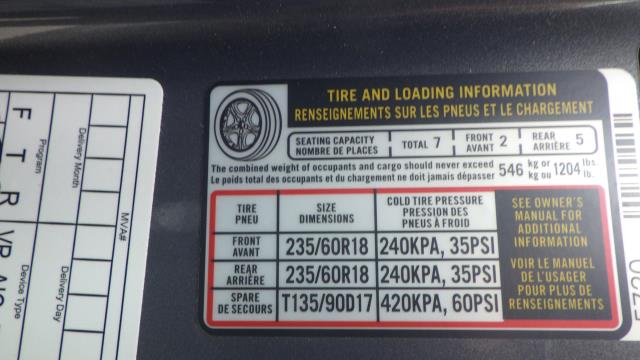 TIRE AND LOADING INFORMATION
RENSEIGNEMENTS SUR LES PNEUS ET LE CHARGEMENT
SEATING CAPACITY
NOMBRE DE PLACES
TOTAL 7
FRONT
AVANT 2
REAR
ARRIÈRE 5
The combined weight of occupants and cargo should never exceed
Le poids total des occupants et du chargement ne doit jamais dépasser
546 kg or
kg ou
1204 lbs.
lb.
TIRE
PNEU
SIZE
DIMENSIONS
COLD TIRE PRESSURE
PRESSION DES
PNEUS À FROID
FRONT
AVANT
235/60R18
240KPA, 35PSI
REAR
ARRIÈRE
235/60R18
240KPA, 35PSI
SPARE
DE SECOURS
T135/90D17
420KPA, 60PSI
SEE OWNER'S
MANUAL FOR
ADDITIONAL
INFORMATION
VOIR LE MANUEL
DE L'USAGER
POUR PLUS DE
RENSEIGNEMENTS
MVA#
Delivery Month
Delivery Day
Program
Device Type
F T R